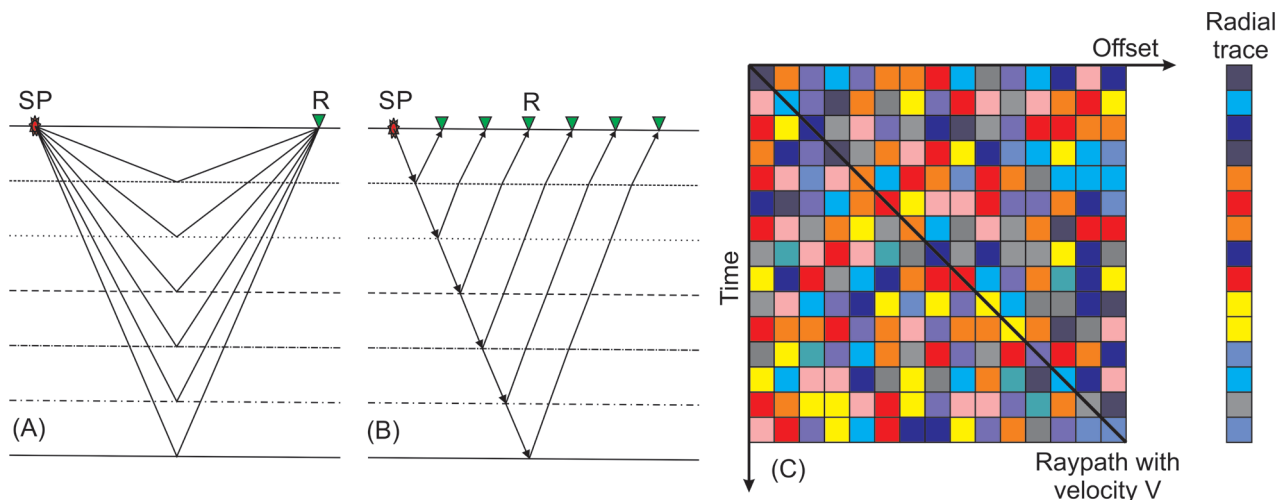 SP
R
(A)
SP
R
(B)
Offset
Time
(C)
Raypath with
velocity V
Radial
trace